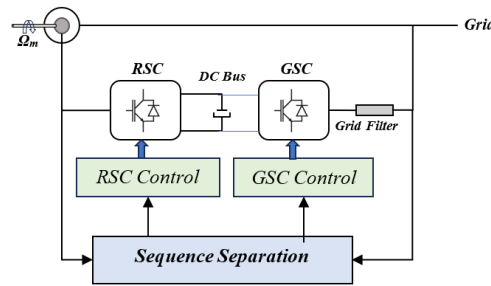 Grid
Ωm
RSC
DC Bus
GSC
Grid Filter
RSC Control
GSC Control
Sequence Separation